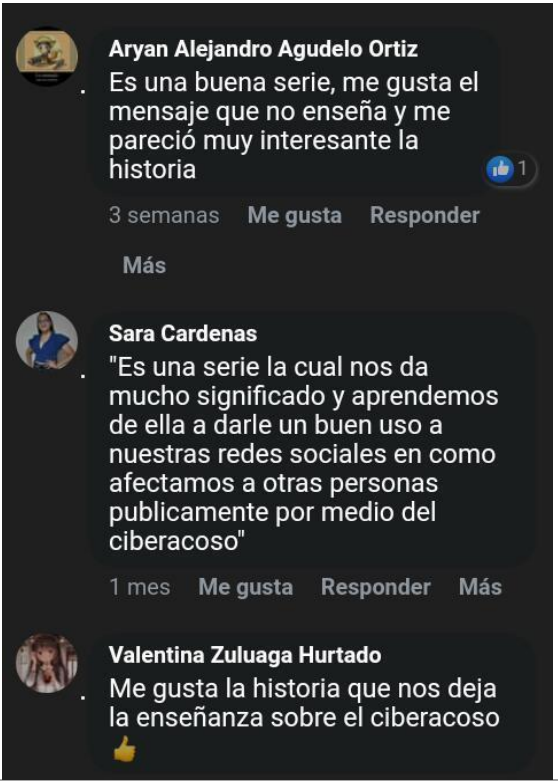 Aryan Alejandro Agudelo Ortiz
Es una buena serie, me gusta el
mensaje que no enseña y me
pareció muy interesante la
historia
1
3 semanas Me gusta Responder
Más
Sara Cardenas
"Es una serie la cual nos da
mucho significado y aprendemos
de ella a darle un buen uso a
nuestras redes sociales en como
afectamos a otras personas
publicamente por medio del
ciberacoso"
1 mes Me gusta Responder Más
Valentina Zuluaga Hurtado
Me gusta la historia que nos deja
la enseñanza sobre el ciberacoso
👍